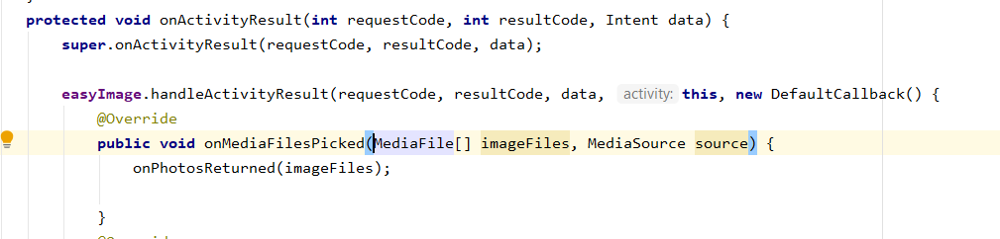 protected void onActivityResult(int requestCode, int resultCode, Intent data) {
super.onActivityResult(requestCode, resultCode, data);
easyImage.handleActivityResult(requestCode, resultCode, data, activity: this, new DefaultCallback() {
@Override
public void onMediaFilesPicked(MediaFile[] imageFiles, MediaSource source) {
onPhotosReturned(imageFiles);
}